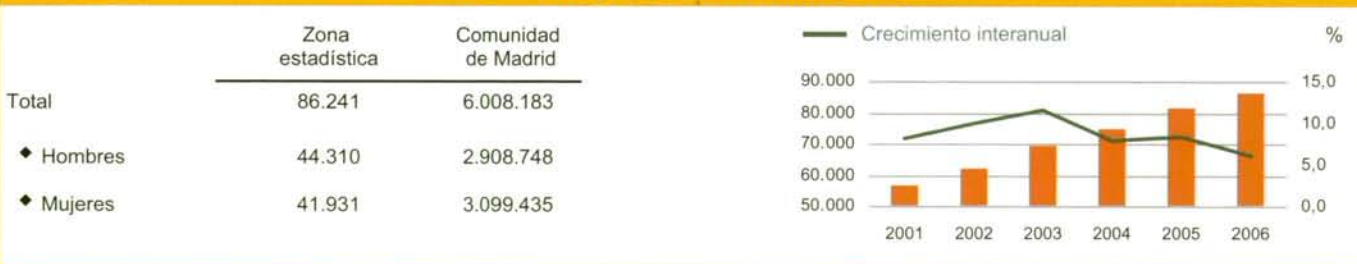 Zona estadística
Comunidad de Madrid
Total 86.241 6.008.183
◆ Hombres 44.310 2.908.748
◆ Mujeres 41.931 3.099.435
Crecimiento interanual %
90.000 15,0
80.000 10,0
70.000
60.000 5,0
50.000 0,0
2001 2002 2003 2004 2005 2006